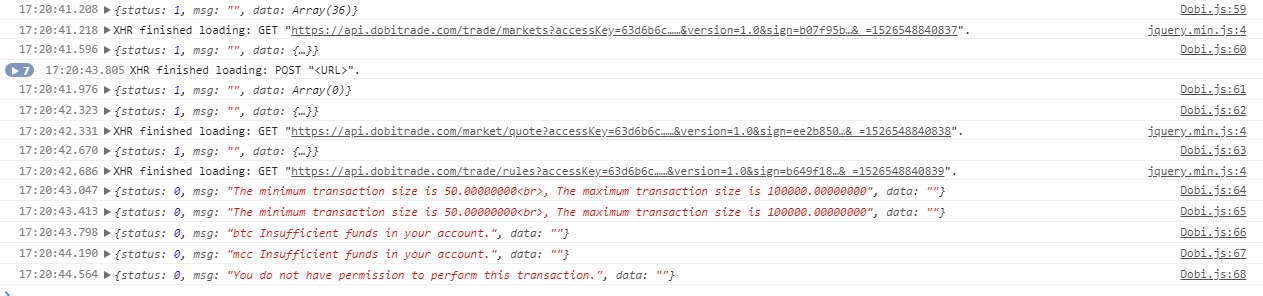 17:20:41.208 ▶{status: 1, msg: "", data: Array(36)} Dobi.js:59
17:20:41.218 ▶XHR finished loading: GET "https://api.dobitrade.com/trade/markets?accessKey=63d6b6c……&version=1.0&sign=b07f95b…&_=1526548840837". jquery.min.js:4
17:20:41.596 ▶{status: 1, msg: "", data: {…}} Dobi.js:60
▶7 17:20:43.805 XHR finished loading: POST "<URL>".
17:20:41.976 ▶{status: 1, msg: "", data: Array(0)} Dobi.js:61
17:20:42.323 ▶{status: 1, msg: "", data: {…}} Dobi.js:62
17:20:42.331 ▶XHR finished loading: GET "https://api.dobitrade.com/market/quote?accessKey=63d6b6c……&version=1.0&sign=ee2b850…&_=1526548840838". jquery.min.js:4
17:20:42.670 ▶{status: 1, msg: "", data: {…}} Dobi.js:63
17:20:42.686 ▶XHR finished loading: GET "https://api.dobitrade.com/trade/rules?accessKey=63d6b6c……&version=1.0&sign=b649f18…&_=1526548840839". jquery.min.js:4
17:20:43.047 ▶{status: 0, msg: "The minimum transaction size is 50.00000000<br>, The maximum transaction size is 100000.00000000", data: ""} Dobi.js:64
17:20:43.413 ▶{status: 0, msg: "The minimum transaction size is 50.00000000<br>, The maximum transaction size is 100000.00000000", data: ""} Dobi.js:65
17:20:43.798 ▶{status: 0, msg: "btc Insufficient funds in your account.", data: ""} Dobi.js:66
17:20:44.190 ▶{status: 0, msg: "mcc Insufficient funds in your account.", data: ""} Dobi.js:67
17:20:44.564 ▶{status: 0, msg: "You do not have permission to perform this transaction.", data: ""} Dobi.js:68